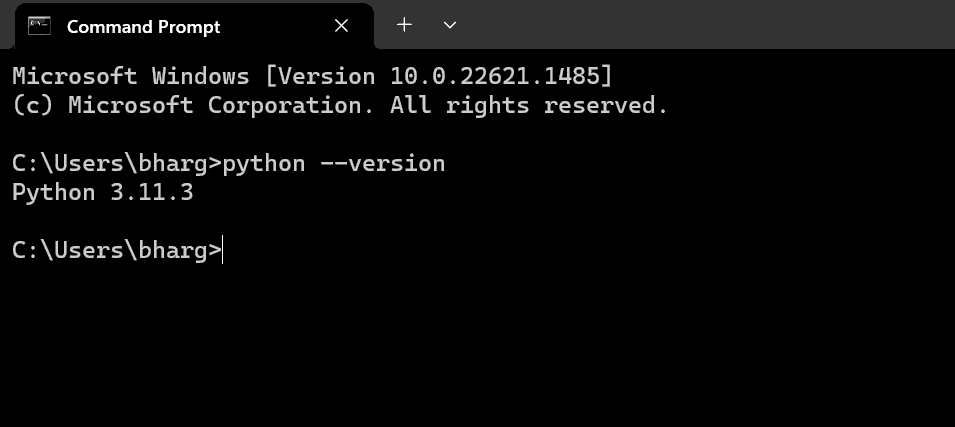 Command Prompt
Microsoft Windows [Version 10.0.22621.1485]
(c) Microsoft Corporation. All rights reserved.
C:\Users\bharg>python --version
Python 3.11.3
C:\Users\bharg>